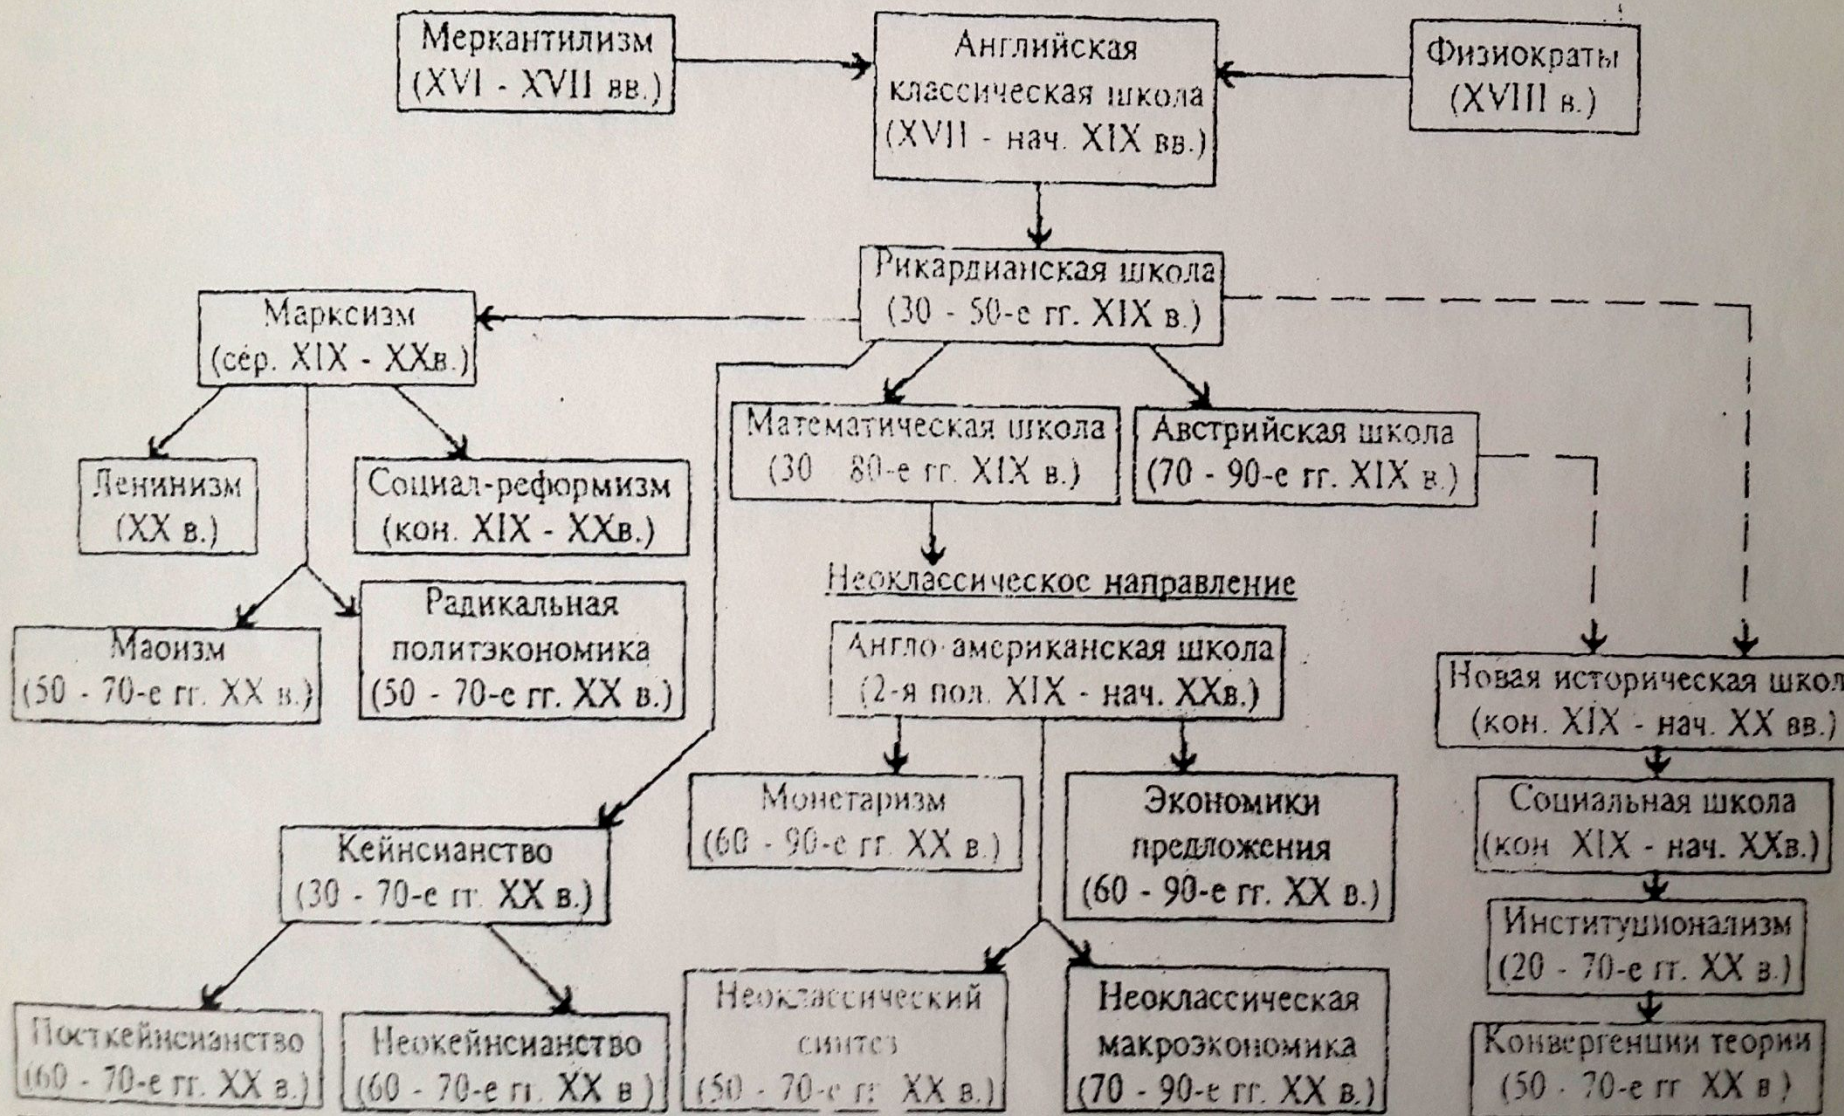 Меркантилизм
(XVI - XVII вв.)
Английская
классическая школа
(XVII - нач. XIX вв.)
Физиократы
(XVIII в.)
Рикардианская школа
(30 - 50-е гг. XIX в.)
Марксизм
(сер. XIX - XXв.)
Математическая школа
(30 80-е гг. XIX в.)
Австрийская школа
(70 - 90-е гг. XIX в.)
Ленинизм
(XX в.)
Социал-реформизм
(кон. XIX - XXв.)
Неоклассическое направление
Маоизм
(50 - 70-е гг. XX в.)
Радикальная
политэкономика
(50 - 70-е гг. XX в.)
Англо-американская школа
(2-я пол. XIX - нач. XXв.)
Новая историческая школ
(кон. XIX - нач. XX вв.)
Монетаризм
(60 - 90-е гг. XX в.)
Экономики
предложения
(60 - 90-е гг. XX в.)
Социальная школа
(кон XIX - нач. XXв.)
Кейнсианство
(30 - 70-е гг. XX в.)
Институционализм
(20 - 70-е гг. XX в.)
Посткейнсианство
(60 - 70-е гг. XX в.)
Неокейнсианство
(60 - 70-е гг. XX в)
Неоклассический
синтез
(50 - 70-е гг. XX в.)
Неоклассическая
макроэкономика
(70 - 90-е гг. XX в.)
Конвергенции теории
(50 - 70-е гг XX в)